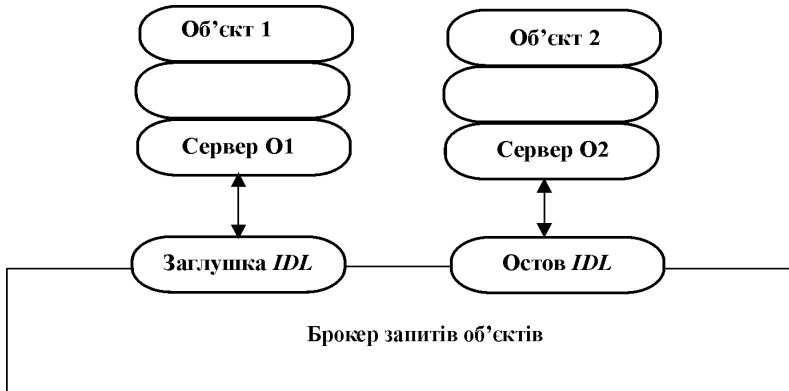 Об’єкт 1
Об’єкт 2
Сервер О1
Сервер О2
Заглушка IDL
Остов IDL
Брокер запитів об’єктів